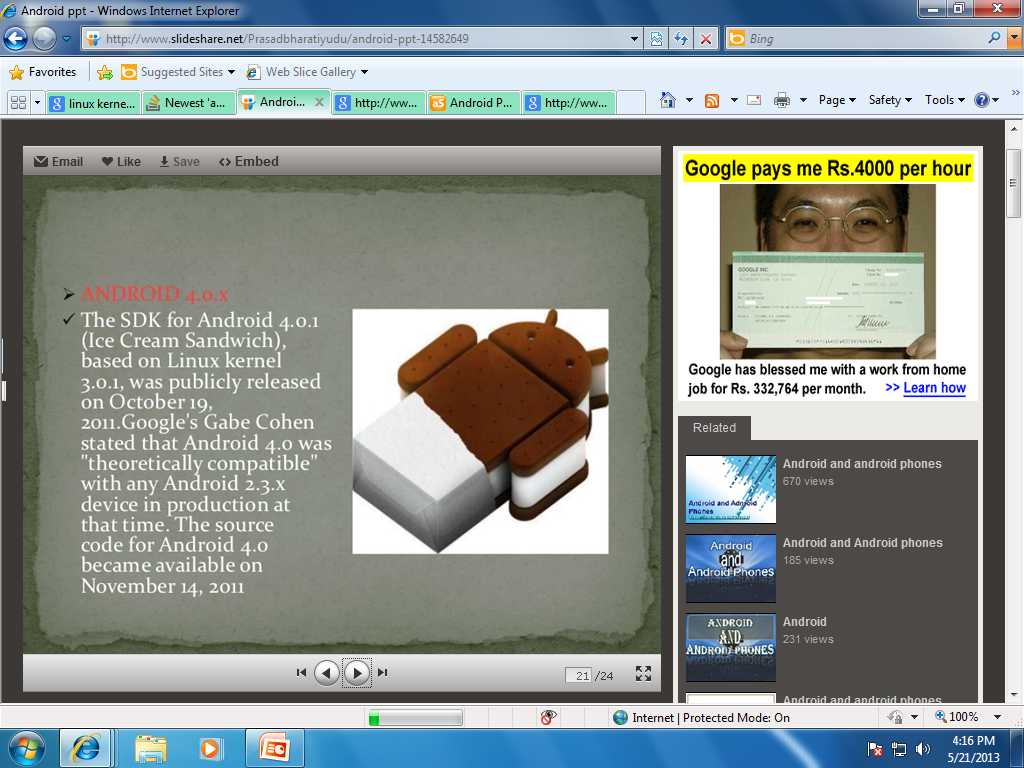 Android ppt - Windows Internet Explorer
http://www.slideshare.net/Prasadbharatiyudu/android-ppt-14582649
Bing
Favorites
Suggested Sites
Web Slice Gallery
linux kerne...
Newest 'a...
Androi...
http://ww...
Android P...
http://ww...
Page
Safety
Tools
Email
Like
Save
Embed
ANDROID 4.0.x
The SDK for Android 4.0.1
(Ice Cream Sandwich),
based on Linux kernel
3.0.1, was publicly released
on October 19,
2011.Google's Gabe Cohen
stated that Android 4.0 was
"theoretically compatible"
with any Android 2.3.x
device in production at
that time. The source
code for Android 4.0
became available on
November 14, 2011
21 /24
Google pays me Rs.4000 per hour
GOOGLE INC
Google has blessed me with a work from home
job for Rs. 332,764 per month. >> Learn how
Related
Android and Adnroid
Phones
Android and android phones
670 views
Android
and
Android Phones
Android and Android phones
185 views
ANDROID
AND
ANDROID PHONES
Android
231 views
Android and android phones
Internet | Protected Mode: On
100%
4:16 PM
5/21/2013